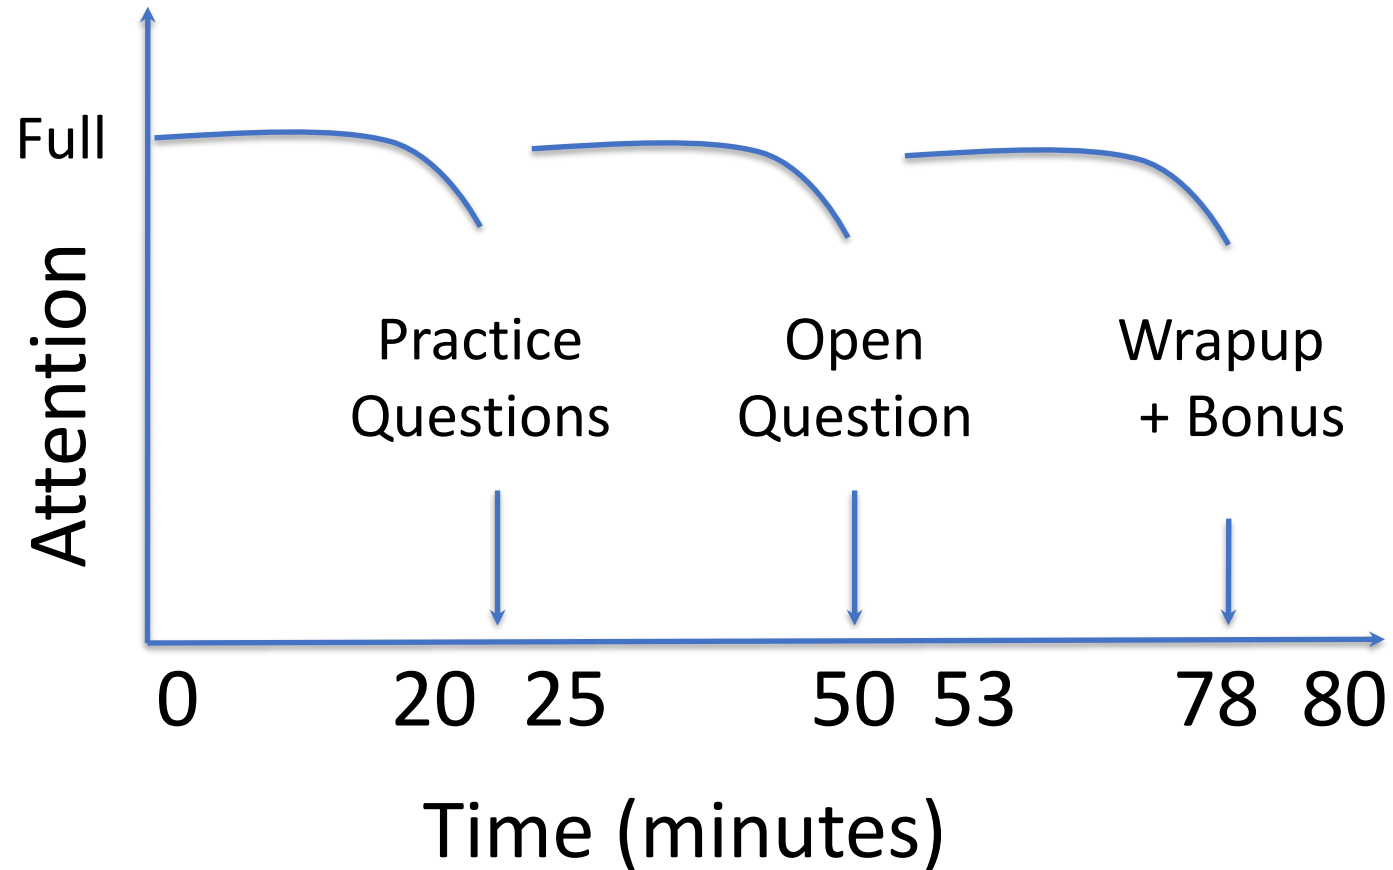 Full
Attention
Practice
Questions
Open
Question
Wrapup
+ Bonus
0 20 25 50 53 78 80
Time (minutes)